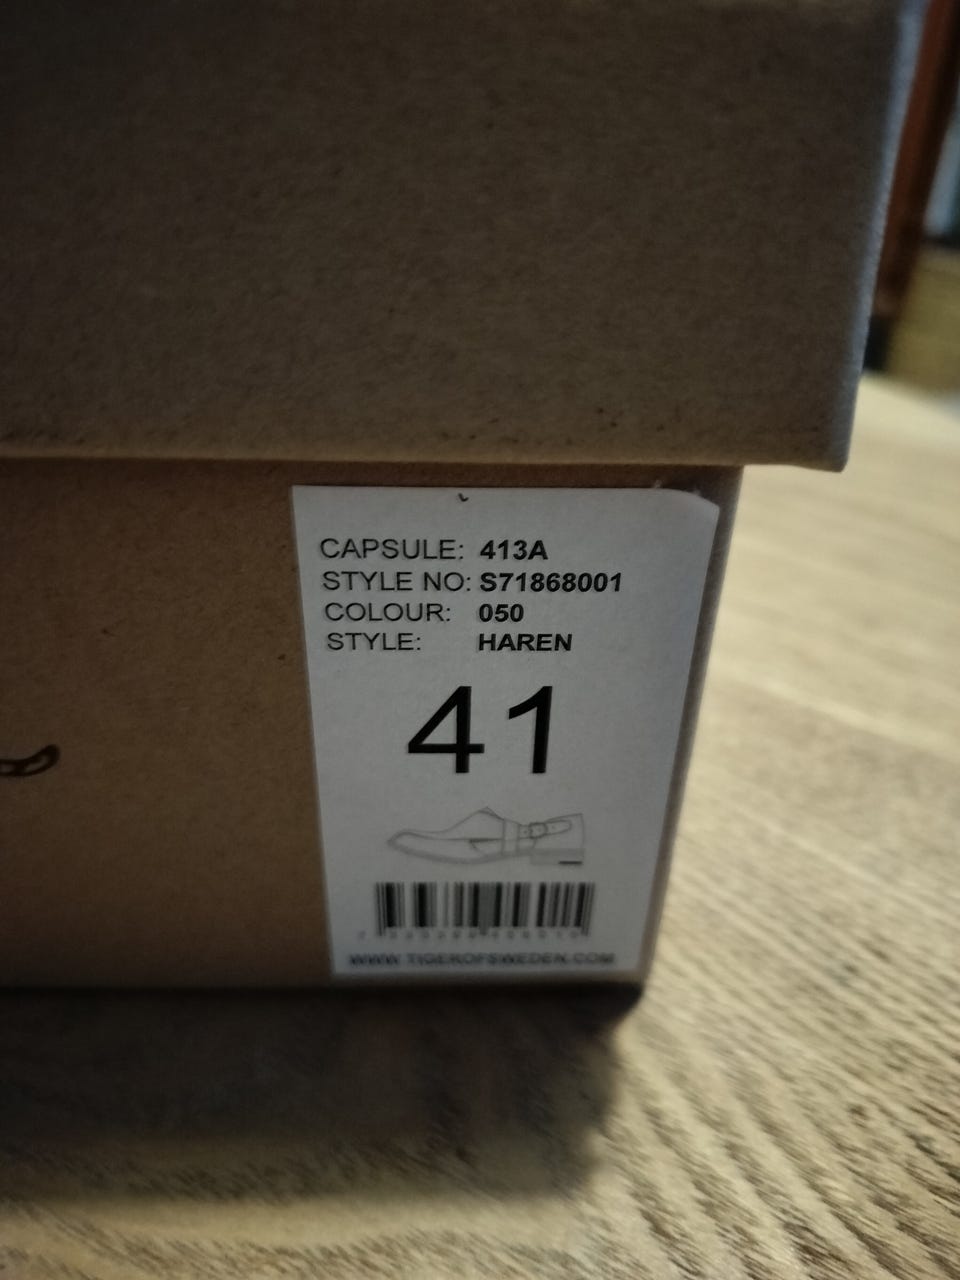 CAPSULE: 413A
STYLE NO: S71868001
COLOUR: 050
STYLE: HAREN
41
WWW.TIGEROFSWEDEN.COM